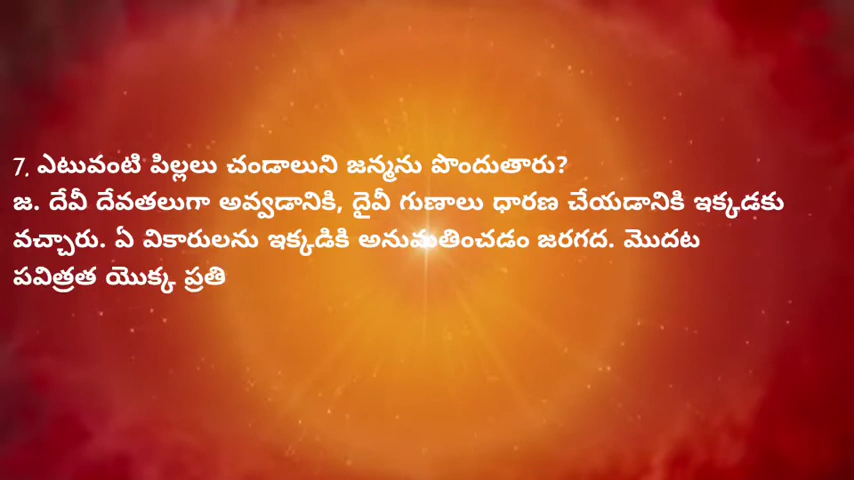 7. ఎటువంటి పిల్లలు చండాలుని జన్మను పొందుతారు?
జ. దేవీ దేవతలుగా అవ్వడానికి, దైవీ గుణాలు ధారణ చేయడానికి ఇక్కడకు
వచ్చారు. ఏ వికారులను ఇక్కడికి అనుమతించడం జరగద. మొదట
పవిత్రత యొక్క ప్రతి